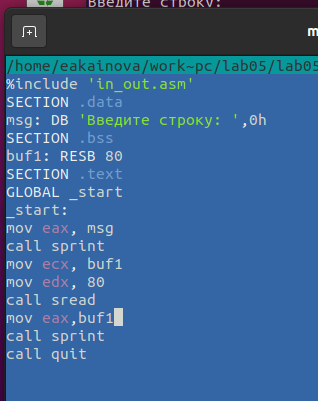 Введите строку:
m
/home/eakainova/work~pc/lab05/lab05
%include 'in_out.asm'
SECTION .data
msg: DB 'Введите строку: ',0h
SECTION .bss
buf1: RESB 80
SECTION .text
GLOBAL _start
_start:
mov eax, msg
call sprint
mov ecx, buf1
mov edx, 80
call sread
mov eax,buf1
call sprint
call quit